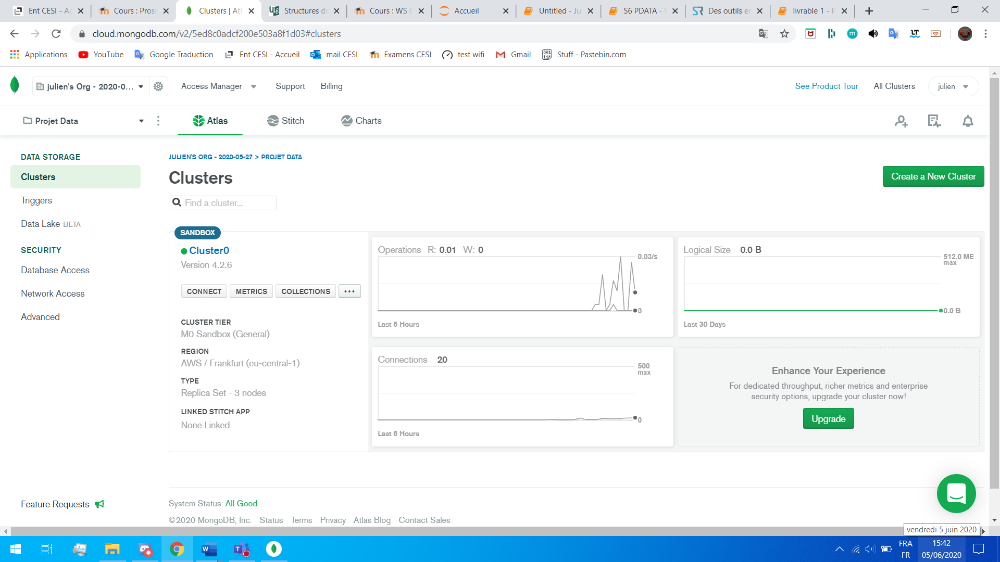 Ent CESI - Ac
Cours : Prosi
Clusters | Atl
Structures de
Cours : WS C
Accueil
Untitled - Ju
S6 PDATA -
Des outils en
livrable 1 - P
cloud.mongodb.com/v2/5ed8c0adcf200e503a8f1d03#clusters
Applications
YouTube
Google Traduction
Ent CESI - Accueil
mail CESI
Examens CESI
test wifi
Gmail
Stuff - Pastebin.com
julien's Org - 2020-0...
Access Manager
Support
Billing
See Product Tour
All Clusters
julien
Projet Data
Atlas
Stitch
Charts
DATA STORAGE
Clusters
Triggers
Data Lake BETA
SECURITY
Database Access
Network Access
Advanced
Feature Requests
JULIEN'S ORG - 2020-05-27 > PROJET DATA
Clusters
Create a New Cluster
Find a cluster...
SANDBOX
Cluster0
Version 4.2.6
CONNECT
METRICS
COLLECTIONS
...
CLUSTER TIER
M0 Sandbox (General)
REGION
AWS / Frankfurt (eu-central-1)
TYPE
Replica Set - 3 nodes
LINKED STITCH APP
None Linked
Operations R: 0.01 W: 0
0.03/s
0
Last 6 Hours
Logical Size 0.0 B
512.0 MB
max
0.0 B
Last 30 Days
Connections 20
500
max
0
Last 6 Hours
Enhance Your Experience
For dedicated throughput, richer metrics and enterprise
security options, upgrade your cluster now!
Upgrade
System Status: All Good
©2020 MongoDB, Inc. Status Terms Privacy Atlas Blog Contact Sales
vendredi 5 juin 2020
FRA
FR
15:42
05/06/2020